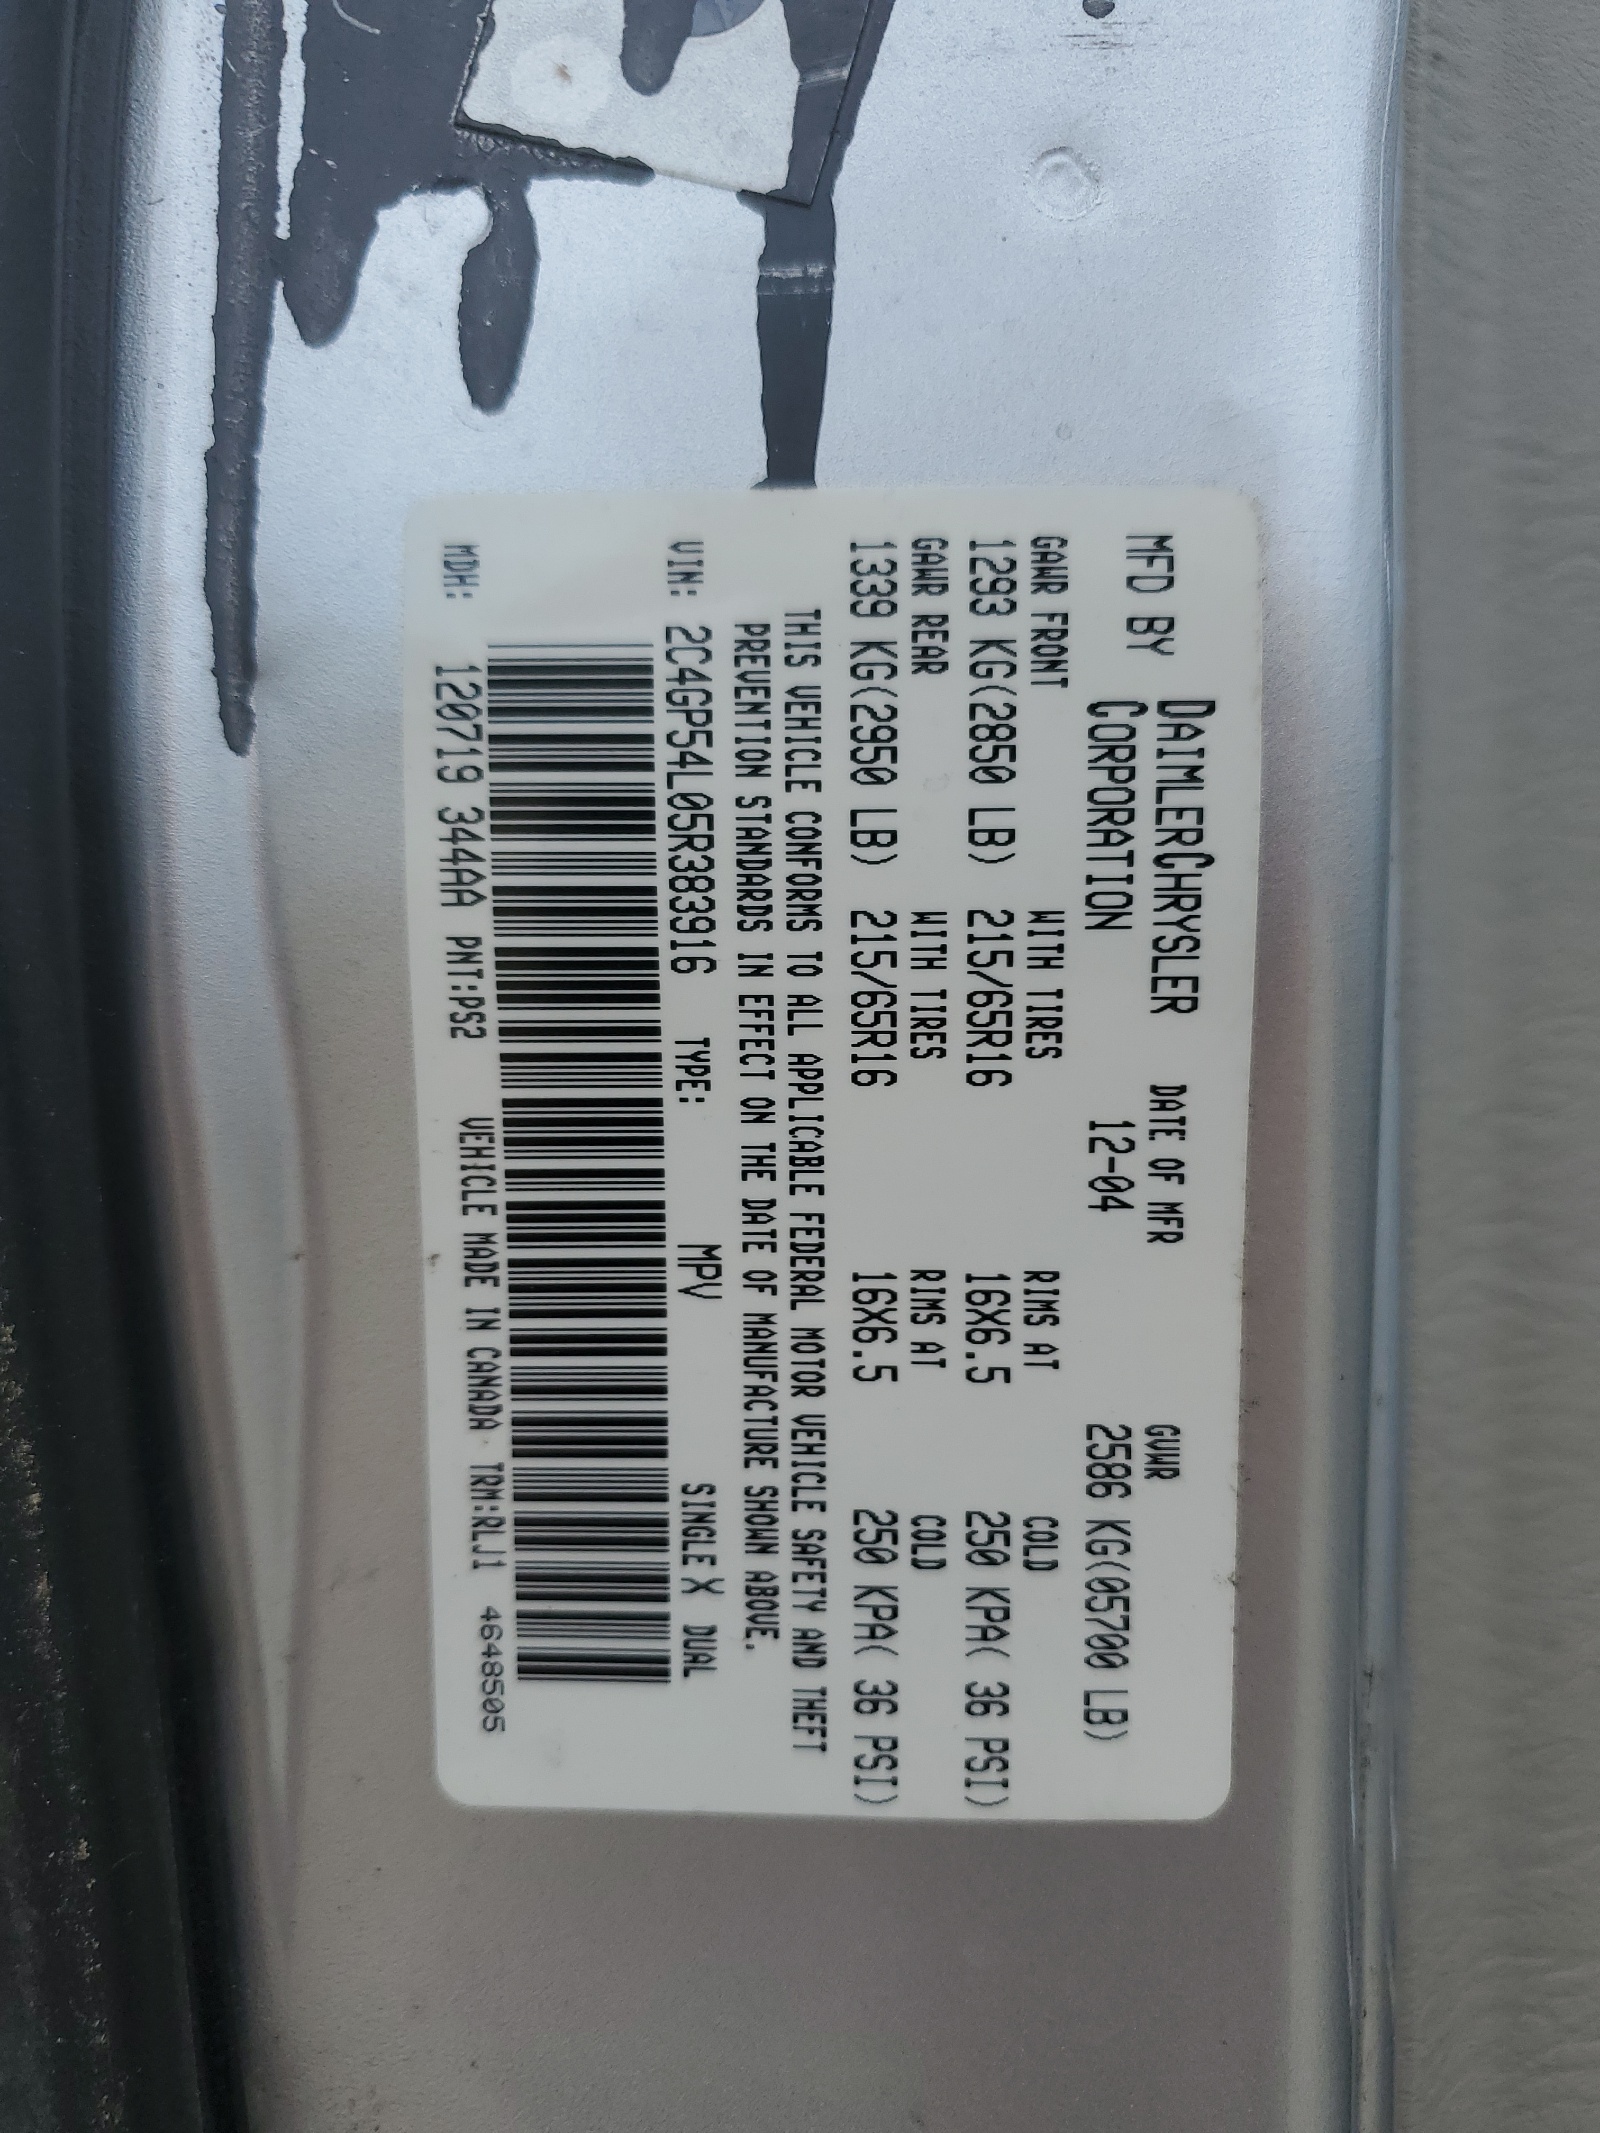 MFD BY DAIMLERCHRYSLER CORPORATION DATE OF MFR 12-04 GVWR 2586 KG(05700 LB)
GAWR FRONT WITH TIRES RIMS AT COLD
1293 KG(2850 LB) 215/65R16 16X6.5 250 KPA( 36 PSI)
GAWR REAR WITH TIRES RIMS AT COLD
1339 KG(2950 LB) 215/65R16 16X6.5 250 KPA( 36 PSI)
THIS VEHICLE CONFORMS TO ALL APPLICABLE FEDERAL MOTOR VEHICLE SAFETY AND THEFT
PREVENTION STANDARDS IN EFFECT ON THE DATE OF MANUFACTURE SHOWN ABOVE.
VIN: 2C4GP54L05R383916 TYPE: MPV SINGLE X DUAL
MDH: 120719 344AA PNT:PS2 VEHICLE MADE IN CANADA TRM:RLJ1 4648505